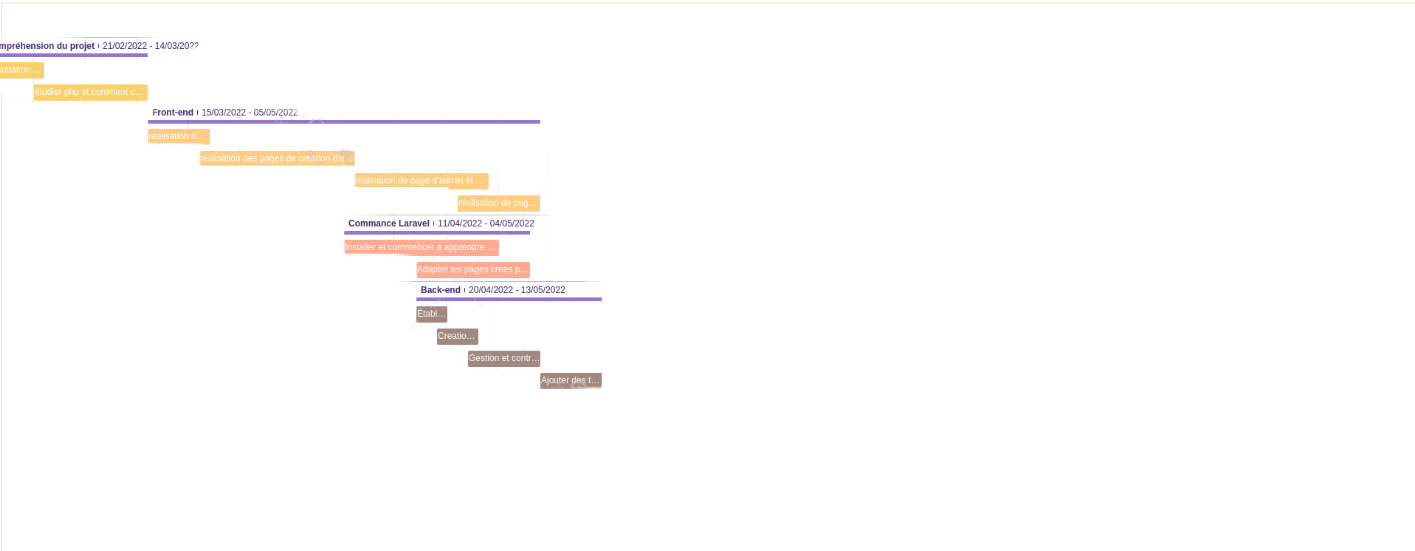 mpréhension du projet 21/02/2022 - 14/03/2022
sultation ...
étudier php et comment c...
Front-end 15/03/2022 - 05/05/2022
réalisation d...
réalisation des pages de creation d'a...
réalisation de page d'admin et ...
réalisation de pag...
Commance Laravel 11/04/2022 - 04/05/2022
Installer et commencer à apprendre ...
Adapter les pages crées p...
Back-end 20/04/2022 - 13/05/2022
Établ...
Creatio...
Gestion et contr...
Ajouter des t...